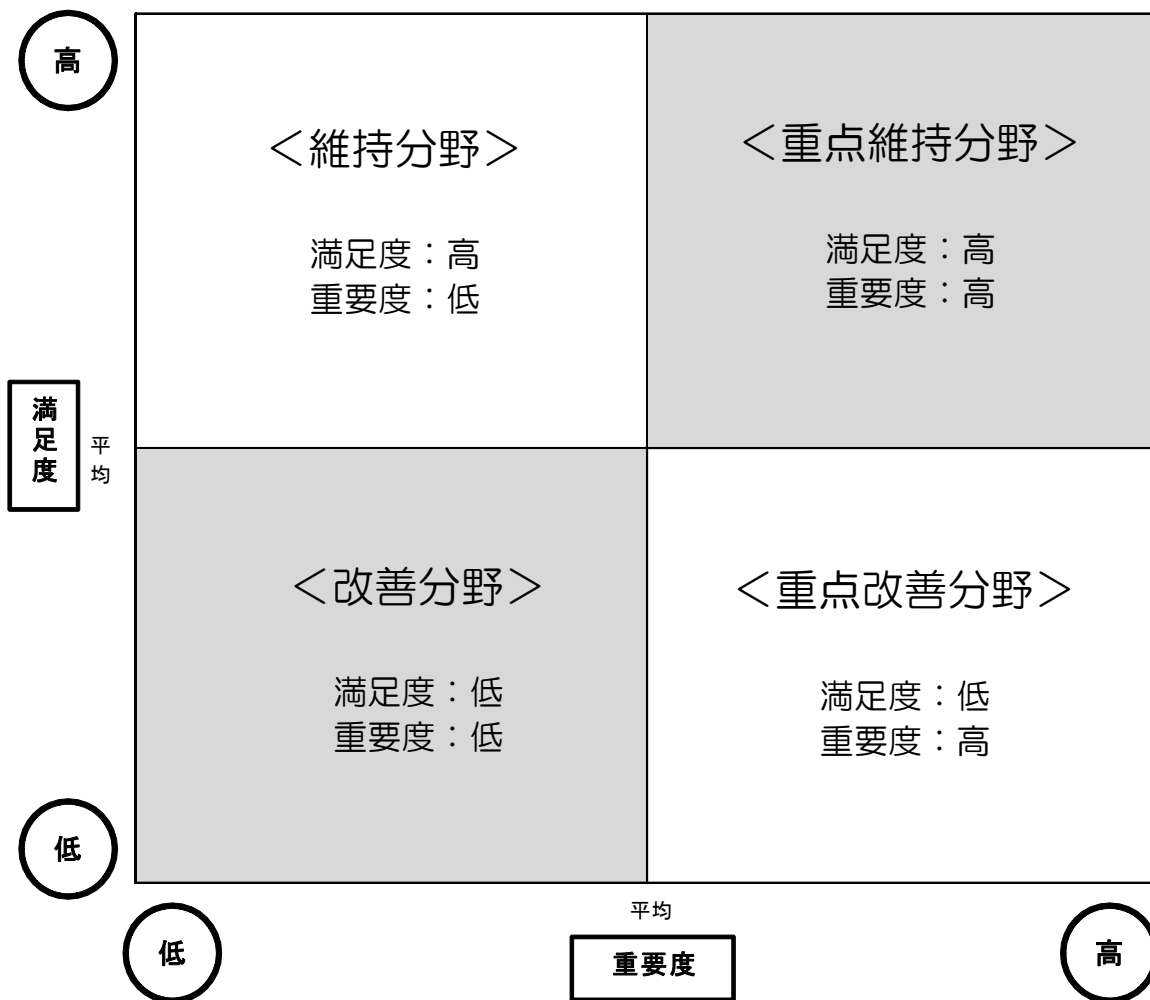 高
＜維持分野＞
満足度：高
重要度：低
＜重点維持分野＞
満足度：高
重要度：高
満足度
平均
＜改善分野＞
満足度：低
重要度：低
＜重点改善分野＞
満足度：低
重要度：高
低
低
平均
重要度
高